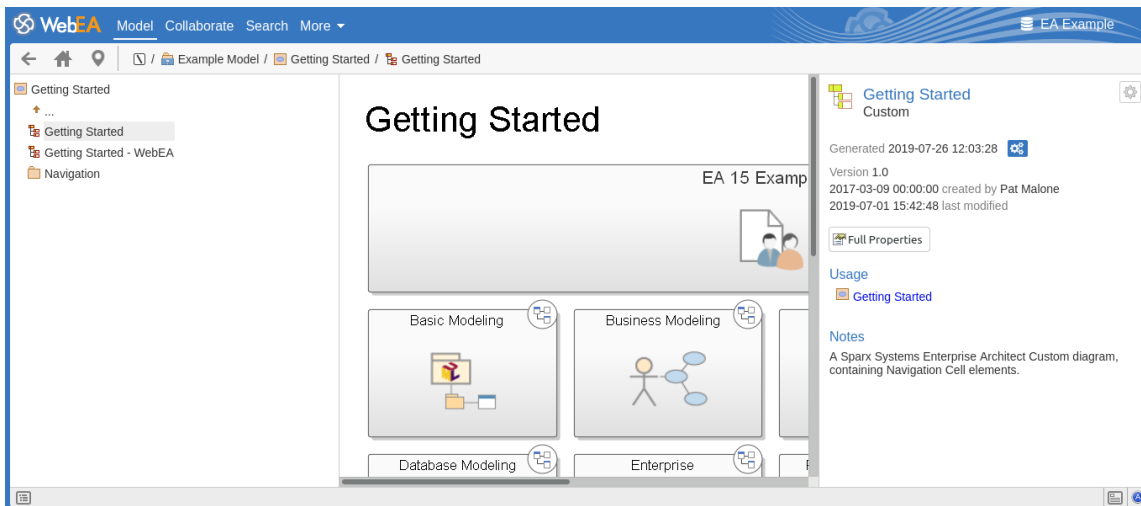 WebEA Model Collaborate Search More EA Example
/ Example Model / Getting Started / Getting Started
Getting Started
...
Getting Started
Getting Started - WebEA
Navigation
Getting Started
EA 15 Examp
Basic Modeling
Business Modeling
Database Modeling
Enterprise
Getting Started
Custom
Generated 2019-07-26 12:03:28
Version 1.0
2017-03-09 00:00:00 created by Pat Malone
2019-07-01 15:42:48 last modified
Full Properties
Usage
Getting Started
Notes
A Sparx Systems Enterprise Architect Custom diagram,
containing Navigation Cell elements.